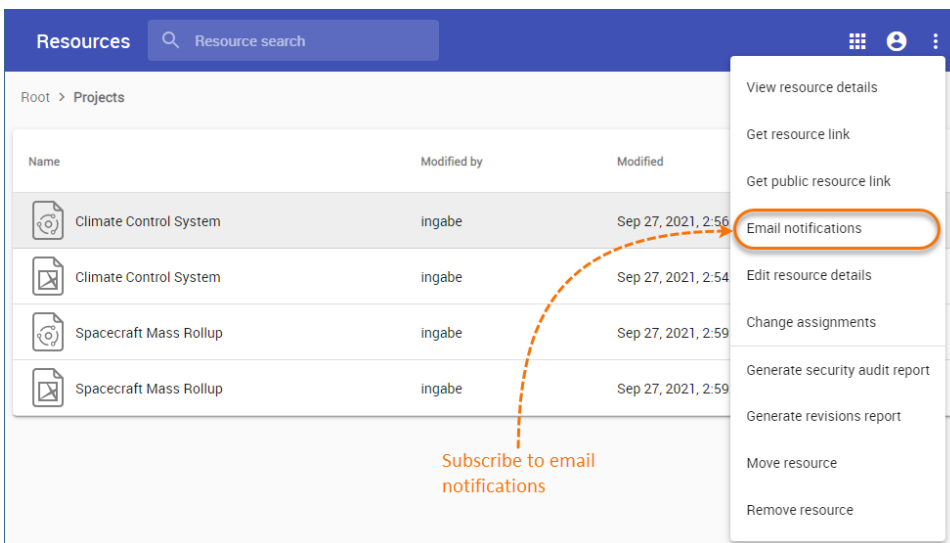 Resources
Resource search
Root > Projects
Name Modified by Modified
Climate Control System ingabe Sep 27, 2021, 2:56
Climate Control System ingabe Sep 27, 2021, 2:54
Spacecraft Mass Rollup ingabe Sep 27, 2021, 2:59
Spacecraft Mass Rollup ingabe Sep 27, 2021, 2:59
View resource details
Get resource link
Get public resource link
Email notifications
Edit resource details
Change assignments
Generate security audit report
Generate revisions report
Move resource
Remove resource
Subscribe to email
notifications